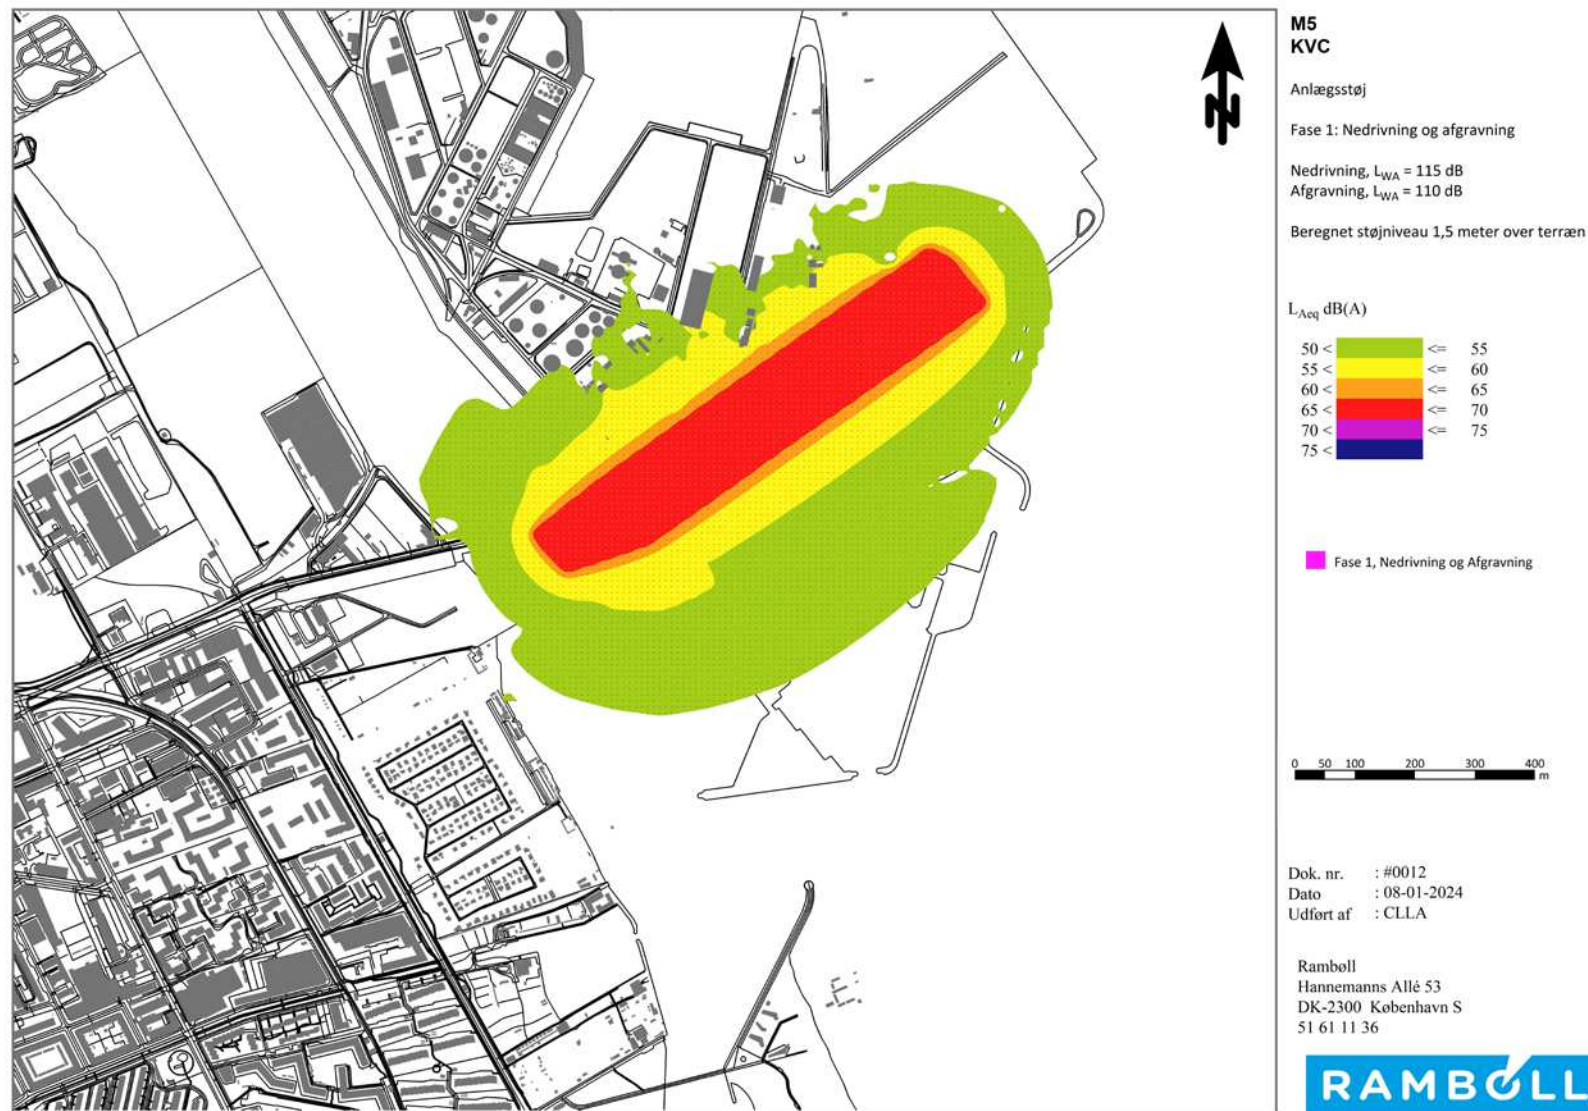 M5
KVC
Anlægsstøj
Fase 1: Nedrivning og afgravning
Nedrivning, LWA = 115 dB
Afgravning, LWA = 110 dB
Beregnet støjniveau 1,5 meter over terræn
LAeq dB(A)
50 < <= 55
55 < <= 60
60 < <= 65
65 < <= 70
70 < <= 75
75 <
Fase 1, Nedrivning og Afgravning
0 50 100 200 300 400
m
Dok. nr. : #0012
Dato : 08-01-2024
Udført af : CLLA
Rambøll
Hannemanns Allé 53
DK-2300 København S
51 61 11 36
RAMBOLL
N